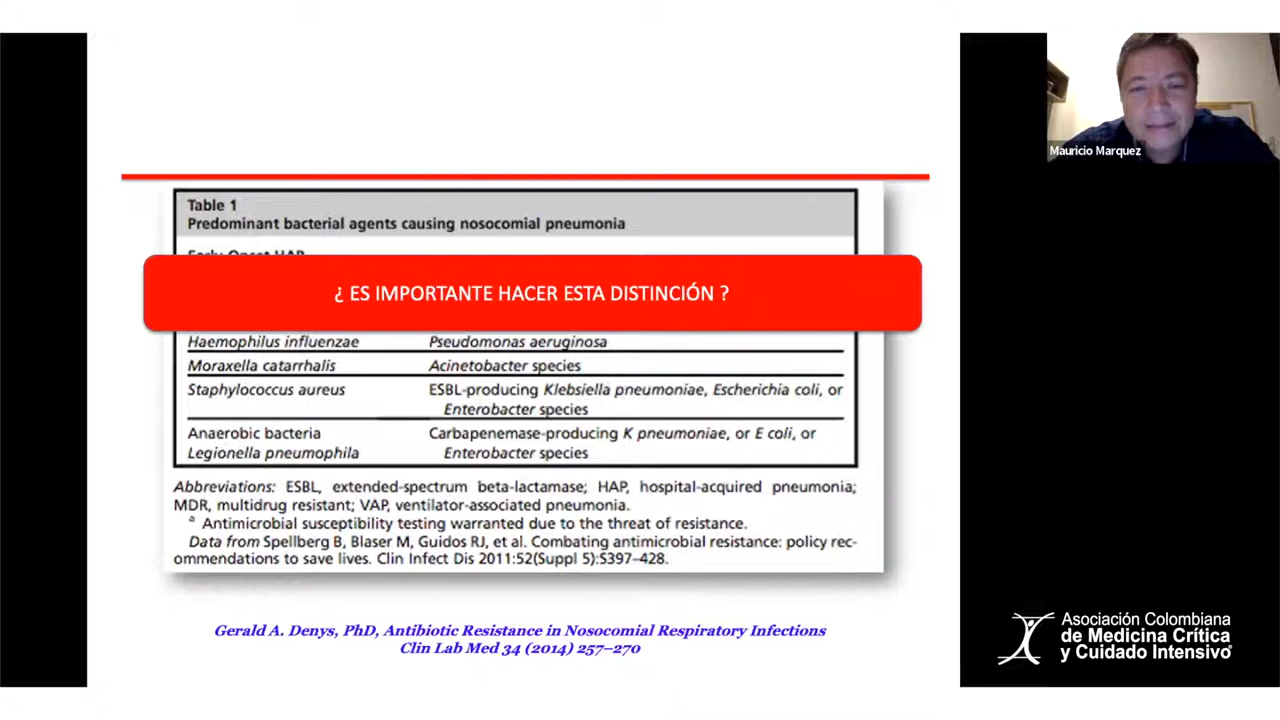 Mauricio Marquez
Table 1
Predominant bacterial agents causing nosocomial pneumonia
Early Onset HAP
¿ ES IMPORTANTE HACER ESTA DISTINCIÓN ?
Haemophilus influenzae Pseudomonas aeruginosa
Moraxella catarrhalis Acinetobacter species
Staphylococcus aureus ESBL-producing Klebsiella pneumoniae, Escherichia coli, or
Enterobacter species
Anaerobic bacteria Carbapenemase-producing K pneumoniae, or E coli, or
Legionella pneumophila Enterobacter species
Abbreviations: ESBL, extended-spectrum beta-lactamase; HAP, hospital-acquired pneumonia;
MDR, multidrug resistant; VAP, ventilator-associated pneumonia.
a Antimicrobial susceptibility testing warranted due to the threat of resistance.
Data from Spellberg B, Blaser M, Guidos RJ, et al. Combating antimicrobial resistance: policy rec-
ommendations to save lives. Clin Infect Dis 2011:52(Suppl 5):S397–428.
Gerald A. Denys, PhD, Antibiotic Resistance in Nosocomial Respiratory Infections
Clin Lab Med 34 (2014) 257–270
Asociación Colombiana
de Medicina Crítica
y Cuidado Intensivo